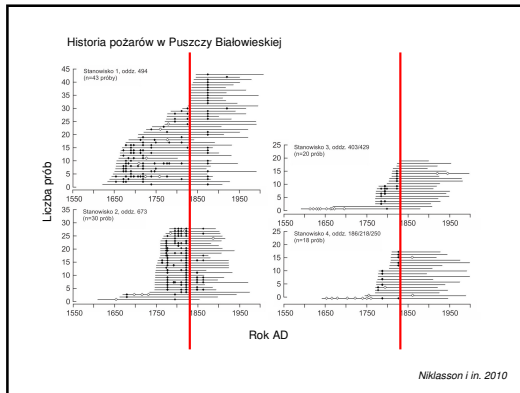 Historia pożarów w Puszczy Białowieskiej
Liczba prób
Stanowisko 1, oddz. 494
(n=43 próby)
45
40
35
30
25
20
15
10
5
0
1550 1650 1750 1850 1950
Stanowisko 2, oddz. 673
(n=30 prób)
30
25
20
15
10
5
0
1550 1650 1750 1850 1950
Stanowisko 3, oddz. 403/429
(n=20 prób)
25
20
15
10
5
0
1550 1650 1750 1850 1950
Stanowisko 4, oddz. 186/218/250
(n=18 prób)
25
20
15
10
5
0
1550 1650 1750 1850 1950
Rok AD
Niklasson i in. 2010